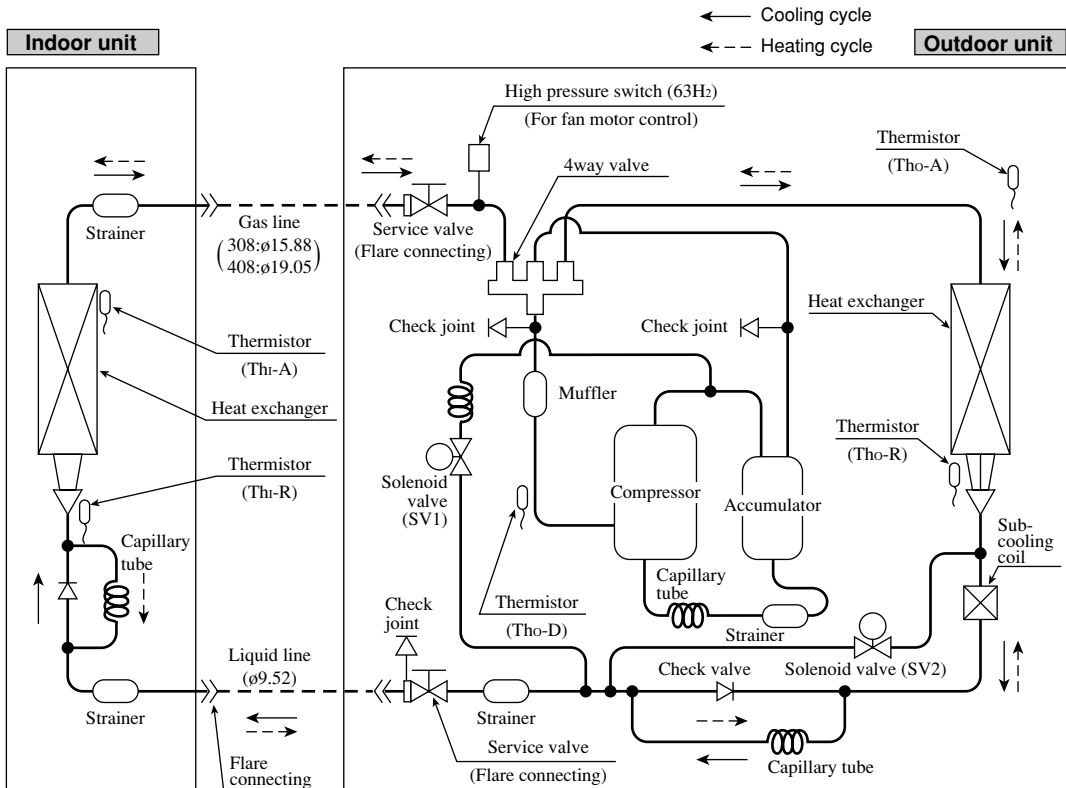 Cooling cycle
Heating cycle
Indoor unit
Outdoor unit
High pressure switch (63H2)
(For fan motor control)
4way valve
Thermistor
(Tho-A)
Strainer
Gas line
(308:ø15.88
408:ø19.05)
Service valve
(Flare connecting)
Heat exchanger
Check joint
Check joint
Thermistor
(ThI-A)
Heat exchanger
Muffler
Thermistor
(Tho-R)
Thermistor
(ThI-R)
Solenoid
valve
(SV1)
Compressor
Accumulator
Capillary
tube
Sub-
cooling
coil
Capillary
tube
Check
joint
Thermistor
(Tho-D)
Strainer
Liquid line
(ø9.52)
Check valve
Solenoid valve (SV2)
Strainer
Strainer
Service valve
(Flare connecting)
Flare
connecting
Capillary tube